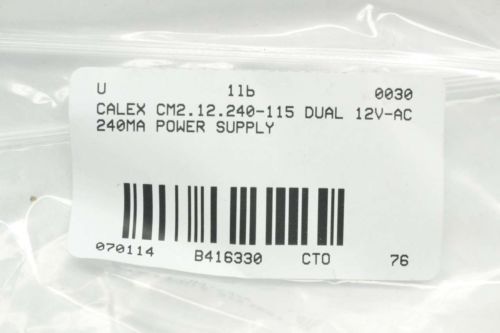 U 1lb 0030
CALEX CM2.12.240-115 DUAL 12V-AC
240MA POWER SUPPLY
070114 B416330 CTO 76